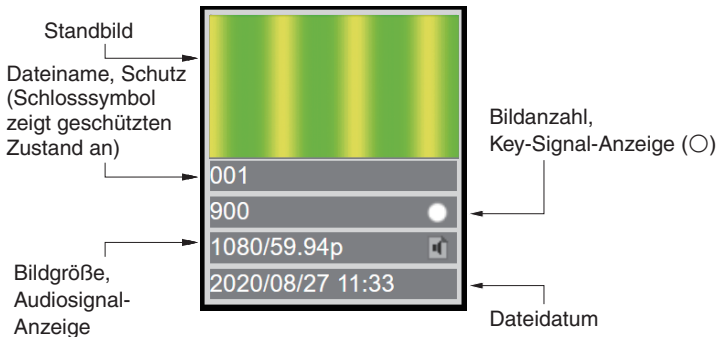 Standbild
Dateiname, Schutz
(Schlosssymbol
zeigt geschützten
Zustand an)
Bildgröße,
Audiosignal-
Anzeige
001
900
1080/59.94p
2020/08/27 11:33
Bildanzahl,
Key-Signal-Anzeige (○)
Dateidatum